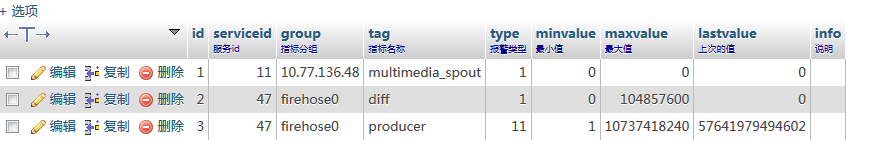 + 选项
←T→ id serviceid group tag type minvalue maxvalue lastvalue info
服务id 指标分组 指标名称 报警类型 最小值 最大值 上次的值 说明
编辑 复制 删除 1 11 10.77.136.48 multimedia_spout 1 0 0 0
编辑 复制 删除 2 47 firehose0 diff 1 0 104857600 0
编辑 复制 删除 3 47 firehose0 producer 11 1 10737418240 57641979494602